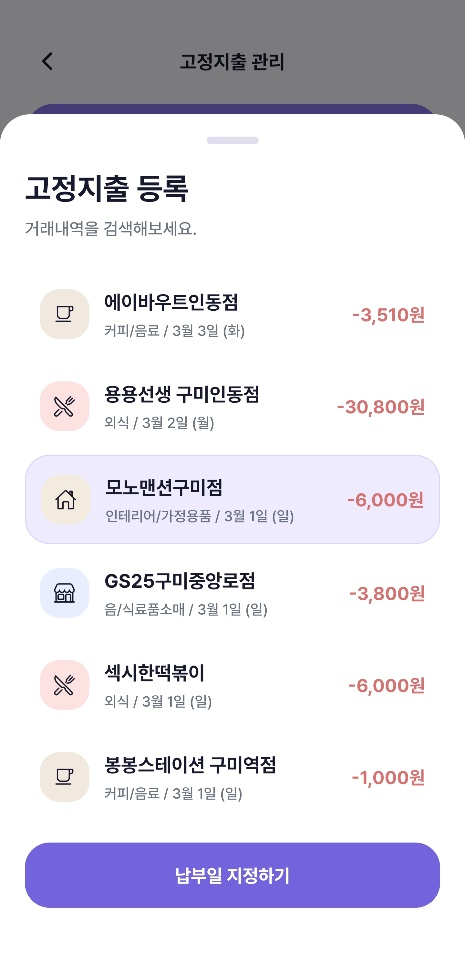 고정지출 관리
고정지출 등록
거래내역을 검색해보세요.
에이바우트인동점
-3,510원
커피/음료 / 3월 3일 (화)
용용선생 구미인동점
-30,800원
외식 / 3월 2일 (월)
모노맨션구미점
-6,000원
인테리어/가정용품 / 3월 1일 (일)
GS25구미중앙로점
-3,800원
음/식료품소매 / 3월 1일 (일)
섹시한떡볶이
-6,000원
외식 / 3월 1일 (일)
봉봉스테이션 구미역점
-1,000원
커피/음료 / 3월 1일 (일)
납부일 지정하기